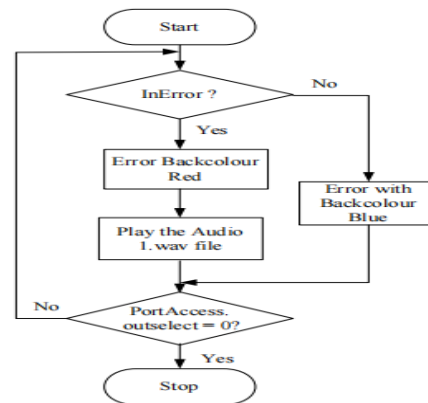 Start
InError ?
No
Yes
Error Backcolour
Red
Error with
Backcolour
Blue
Play the Audio
1.wav file
No
PortAccess.
outselect = 0?
Yes
Stop